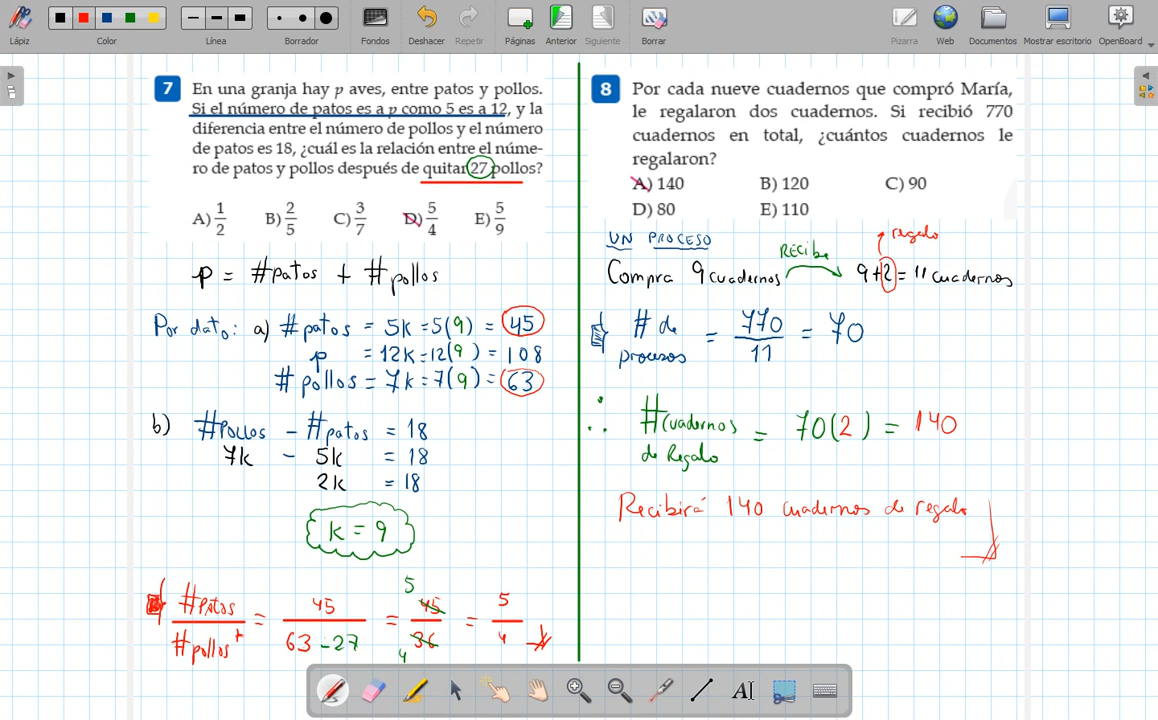 Lápiz
Color
Línea
Borrador
Fondos
Deshacer
Repetir
Páginas
Anterior
Siguiente
Borrar
Pizarra
Web
Documentos
Mostrar escritorio
OpenBoard
7
En una granja hay p aves, entre patos y pollos.
Si el número de patos es a p como 5 es a 12, y la
diferencia entre el número de pollos y el número
de patos es 18, ¿cuál es la relación entre el núme-
ro de patos y pollos después de quitar 27 pollos?
A) 1/2 B) 2/5 C) 3/7 D) 5/4 E) 5/9
p = #patos + #pollos
Por dato: a) #patos = 5k = 5(9) = 45
p = 12k = 12(9) = 108
#pollos = 7k = 7(9) = 63
b) #Pollos - #patos = 18
7k - 5k = 18
2k = 18
k = 9
#Patos / #pollos = 45 / 63 - 27 = 45 / 36 = 5 / 4
5
4
8
Por cada nueve cuadernos que compró María,
le regalaron dos cuadernos. Si recibió 770
cuadernos en total, ¿cuántos cuadernos le
regalaron?
A) 140 B) 120 C) 90
D) 80 E) 110
UN PROCESO
RECIbe
regalo
Compra 9 cuadernos 9 + 2 = 11 cuadernos
# de procesos = 770 / 11 = 70
∴ #Cuadernos de Regalo = 70(2) = 140
Recibirá 140 cuadernos de regalo